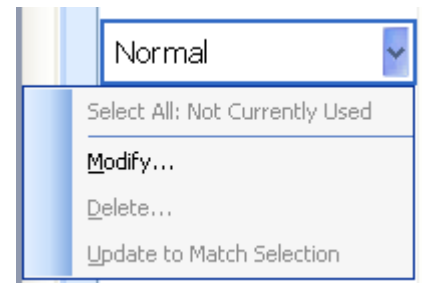 Normal
Select All: Not Currently Used
Modify...
Delete...
Update to Match Selection